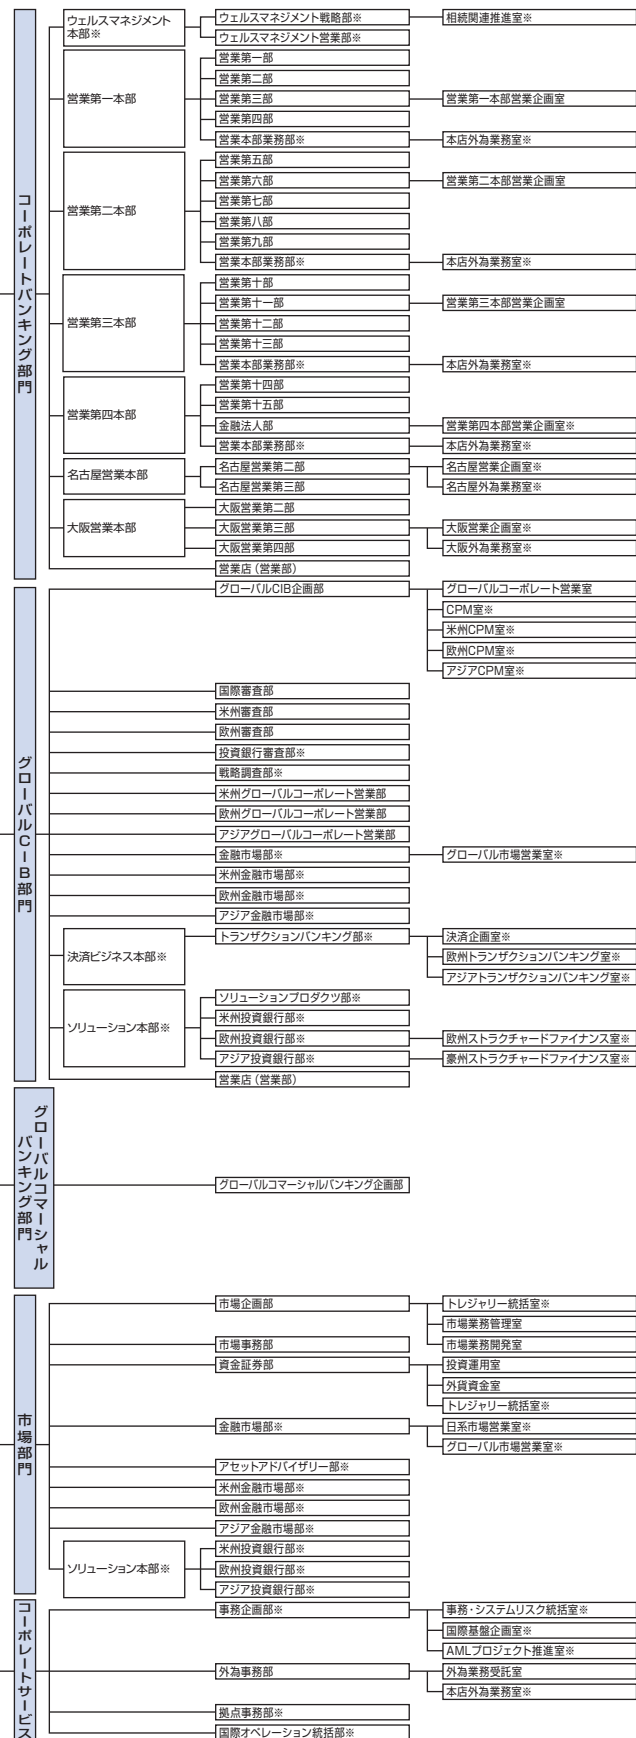 コーポレートバンキング部門
ウェルスマネジメント
本部※
ウェルスマネジメント戦略部※
相続関連推進室※
ウェルスマネジメント営業部※
営業第一本部
営業第一部
営業第二部
営業第三部
営業第一本部営業企画室
営業第四部
営業本部業務部※
本店外為業務室※
営業第二本部
営業第五部
営業第六部
営業第二本部営業企画室
営業第七部
営業第八部
営業第九部
営業本部業務部※
本店外為業務室※
営業第三本部
営業第十部
営業第十一部
営業第三本部営業企画室
営業第十二部
営業第十三部
営業本部業務部※
本店外為業務室※
営業第四本部
営業第十四部
営業第十五部
金融法人部
営業第四本部営業企画室※
営業本部業務部※
本店外為業務室※
名古屋営業本部
名古屋営業第二部
名古屋営業企画室※
名古屋営業第三部
名古屋外為業務室※
大阪営業本部
大阪営業第二部
大阪営業第三部
大阪営業企画室※
大阪営業第四部
大阪外為業務室※
営業店（営業部）
グローバルCIB部門
グローバルCIB企画部
グローバルコーポレート営業室
CPM室※
米州CPM室※
欧州CPM室※
アジアCPM室※
国際審査部
米州審査部
欧州審査部
投資銀行審査部※
戦略調査部※
米州グローバルコーポレート営業部
欧州グローバルコーポレート営業部
アジアグローバルコーポレート営業部
金融市場部※
グローバル市場営業室※
米州金融市場部※
欧州金融市場部※
アジア金融市場部※
決済ビジネス本部※
トランザクションバンキング部※
決済企画室※
欧州トランザクションバンキング室※
アジアトランザクションバンキング室※
ソリューション本部※
ソリューションプロダクツ部※
米州投資銀行部※
欧州投資銀行部※
欧州ストラクチャードファイナンス室※
アジア投資銀行部※
豪州ストラクチャードファイナンス室※
営業店（営業部）
グローバルコマーシャル
バンキング部門
グローバルコマーシャルバンキング企画部
市場部門
市場企画部
トレジャリー統括室※
市場業務管理室
市場事務部
市場業務開発室
資金証券部
投資運用室
外貨資金室
トレジャリー統括室※
金融市場部※
日系市場営業室※
グローバル市場営業室※
アセットアドバイザリー部※
米州金融市場部※
欧州金融市場部※
アジア金融市場部※
ソリューション本部※
米州投資銀行部※
欧州投資銀行部※
アジア投資銀行部※
コーポレートサービス
事務企画部※
事務・システムリスク統括室※
国際基盤企画室※
AMLプロジェクト推進室※
外為事務部
外為業務受託室
本店外為業務室※
拠点事務部※
国際オペレーション統括部※